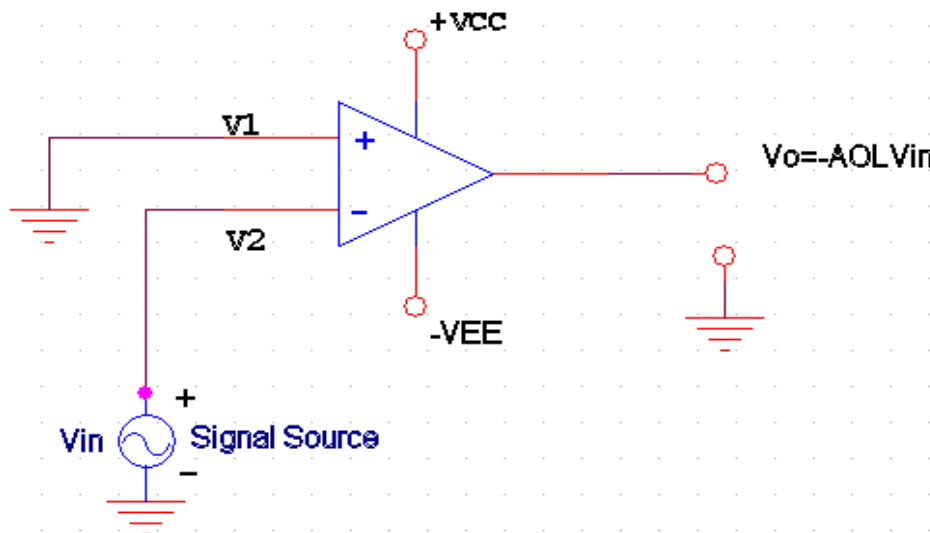 +VCC
V1
+
Vo=-AOLVin
-
V2
-VEE
+
Vin
Signal Source
-